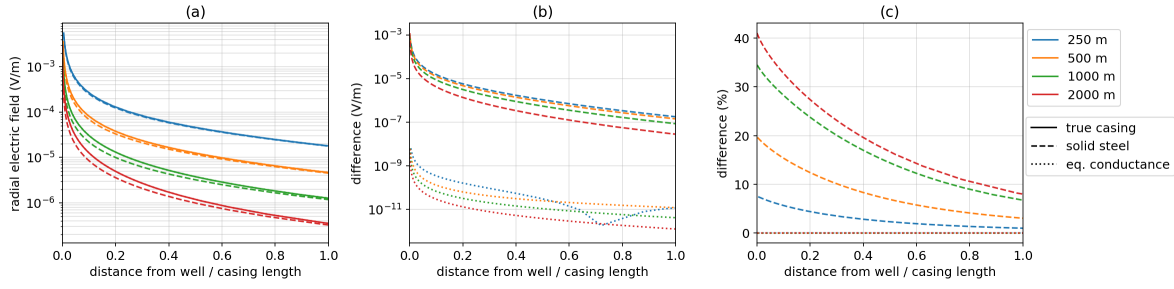 (a)
radial electric field (V/m)
10⁻³
10⁻⁴
10⁻⁵
10⁻⁶
0.0 0.2 0.4 0.6 0.8 1.0
distance from well / casing length
(b)
difference (V/m)
10⁻³
10⁻⁵
10⁻⁷
10⁻⁹
10⁻¹¹
0.0 0.2 0.4 0.6 0.8 1.0
distance from well / casing length
(c)
difference (%)
40
30
20
10
0
0.0 0.2 0.4 0.6 0.8 1.0
distance from well / casing length
250 m
500 m
1000 m
2000 m
true casing
solid steel
eq. conductance